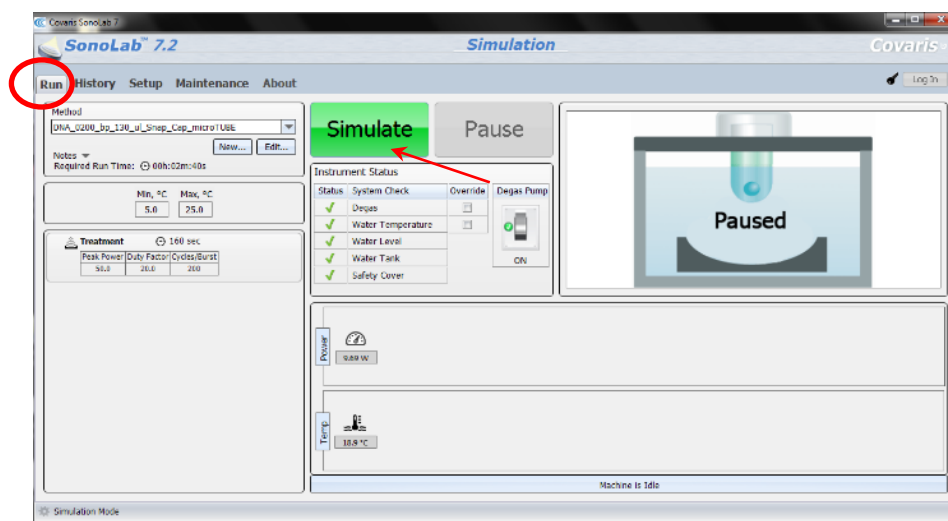 Covaris SonoLab 7
SonoLab™ 7.2 Simulation Covaris
Run History Setup Maintenance About Log In
Method
DNA_0200_bp_130_ul_Snap_Cap_microTUBE
New... Edit...
Notes
Required Run Time: 00h:02m:40s
Min, ºC Max, ºC
5.0 25.0
Treatment 160 sec
Peak Power Duty Factor Cycles/Burst
50.0 20.0 200
Simulate Pause
Instrument Status
Status System Check Override Degas Pump
Degas
Water Temperature
Water Level
Water Tank ON
Safety Cover
Paused
Power
9.69 W
Temp
18.9 ºC
Machine is Idle
Simulation Mode